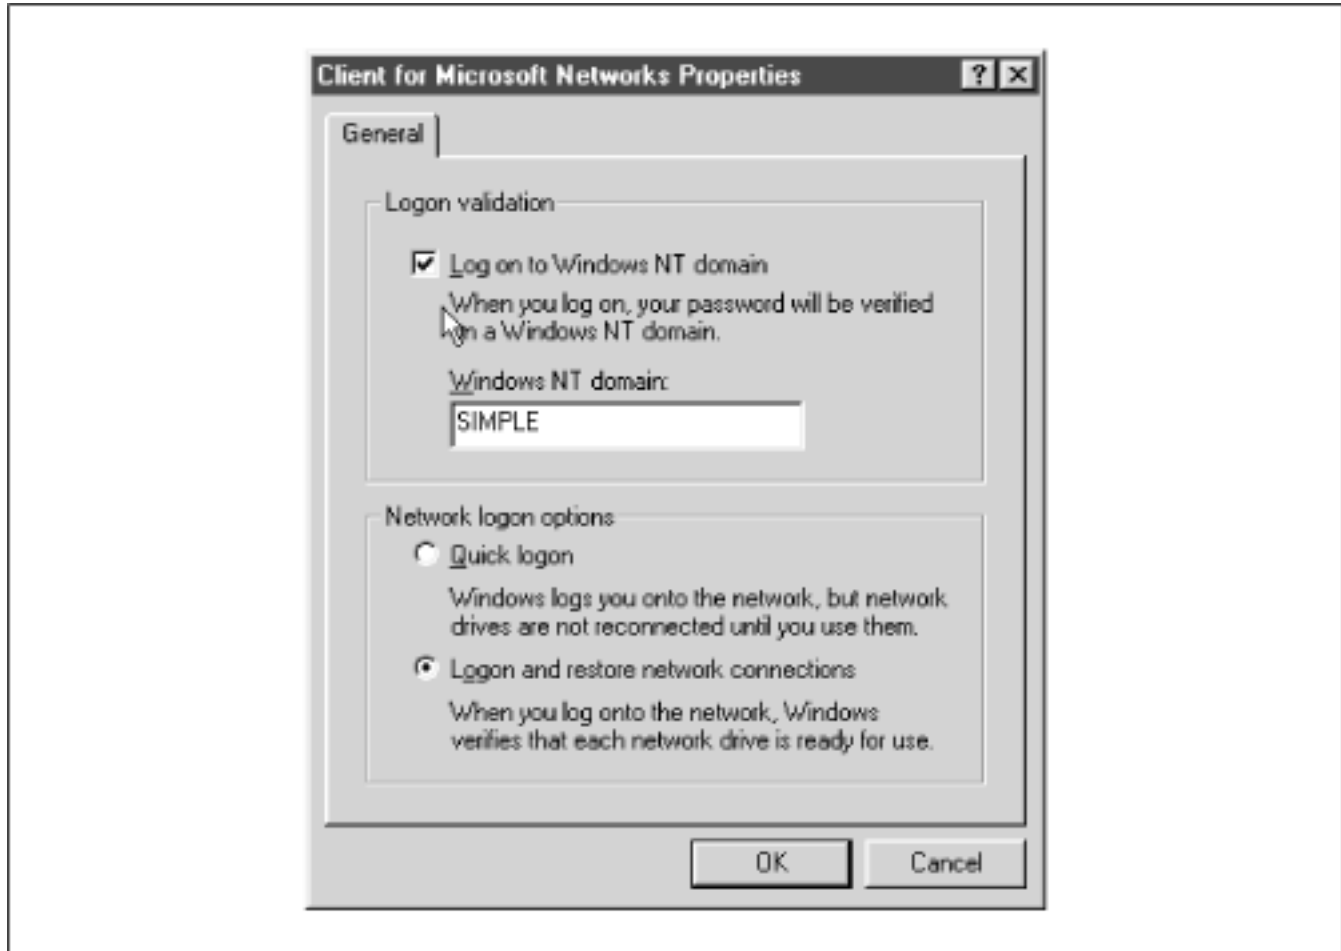 Client for Microsoft Networks Properties
General
Logon validation
Log on to Windows NT domain
When you log on, your password will be verified
on a Windows NT domain.
Windows NT domain:
SIMPLE
Network logon options
Quick logon
Windows logs you onto the network, but network
drives are not reconnected until you use them.
Logon and restore network connections
When you log onto the network, Windows
verifies that each network drive is ready for use.
OK
Cancel